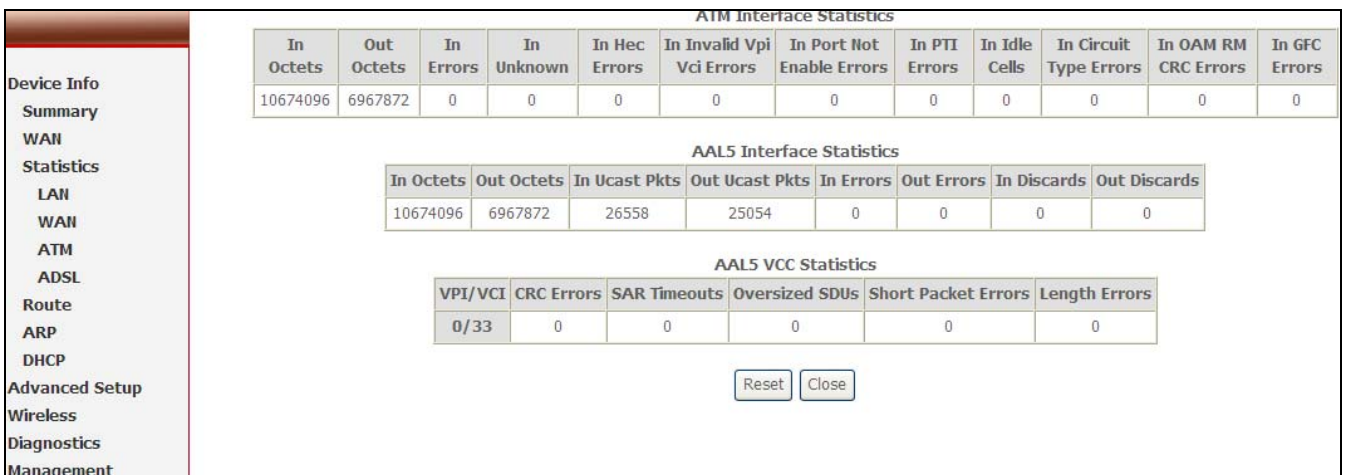 Device Info
Summary
WAN
Statistics
LAN
WAN
ATM
ADSL
Route
ARP
DHCP
Advanced Setup
Wireless
Diagnostics
Management
ATM Interface Statistics
In Octets Out Octets In Errors In Unknown In Hec Errors In Invalid Vpi Vci Errors In Port Not Enable Errors In PTI Errors In Idle Cells In Circuit Type Errors In OAM RM CRC Errors In GFC Errors
10674096 6967872 0 0 0 0 0 0 0 0 0 0
AAL5 Interface Statistics
In Octets Out Octets In Ucast Pkts Out Ucast Pkts In Errors Out Errors In Discards Out Discards
10674096 6967872 26558 25054 0 0 0 0
AAL5 VCC Statistics
VPI/VCI CRC Errors SAR Timeouts Oversized SDUs Short Packet Errors Length Errors
0/33 0 0 0 0 0
Reset Close